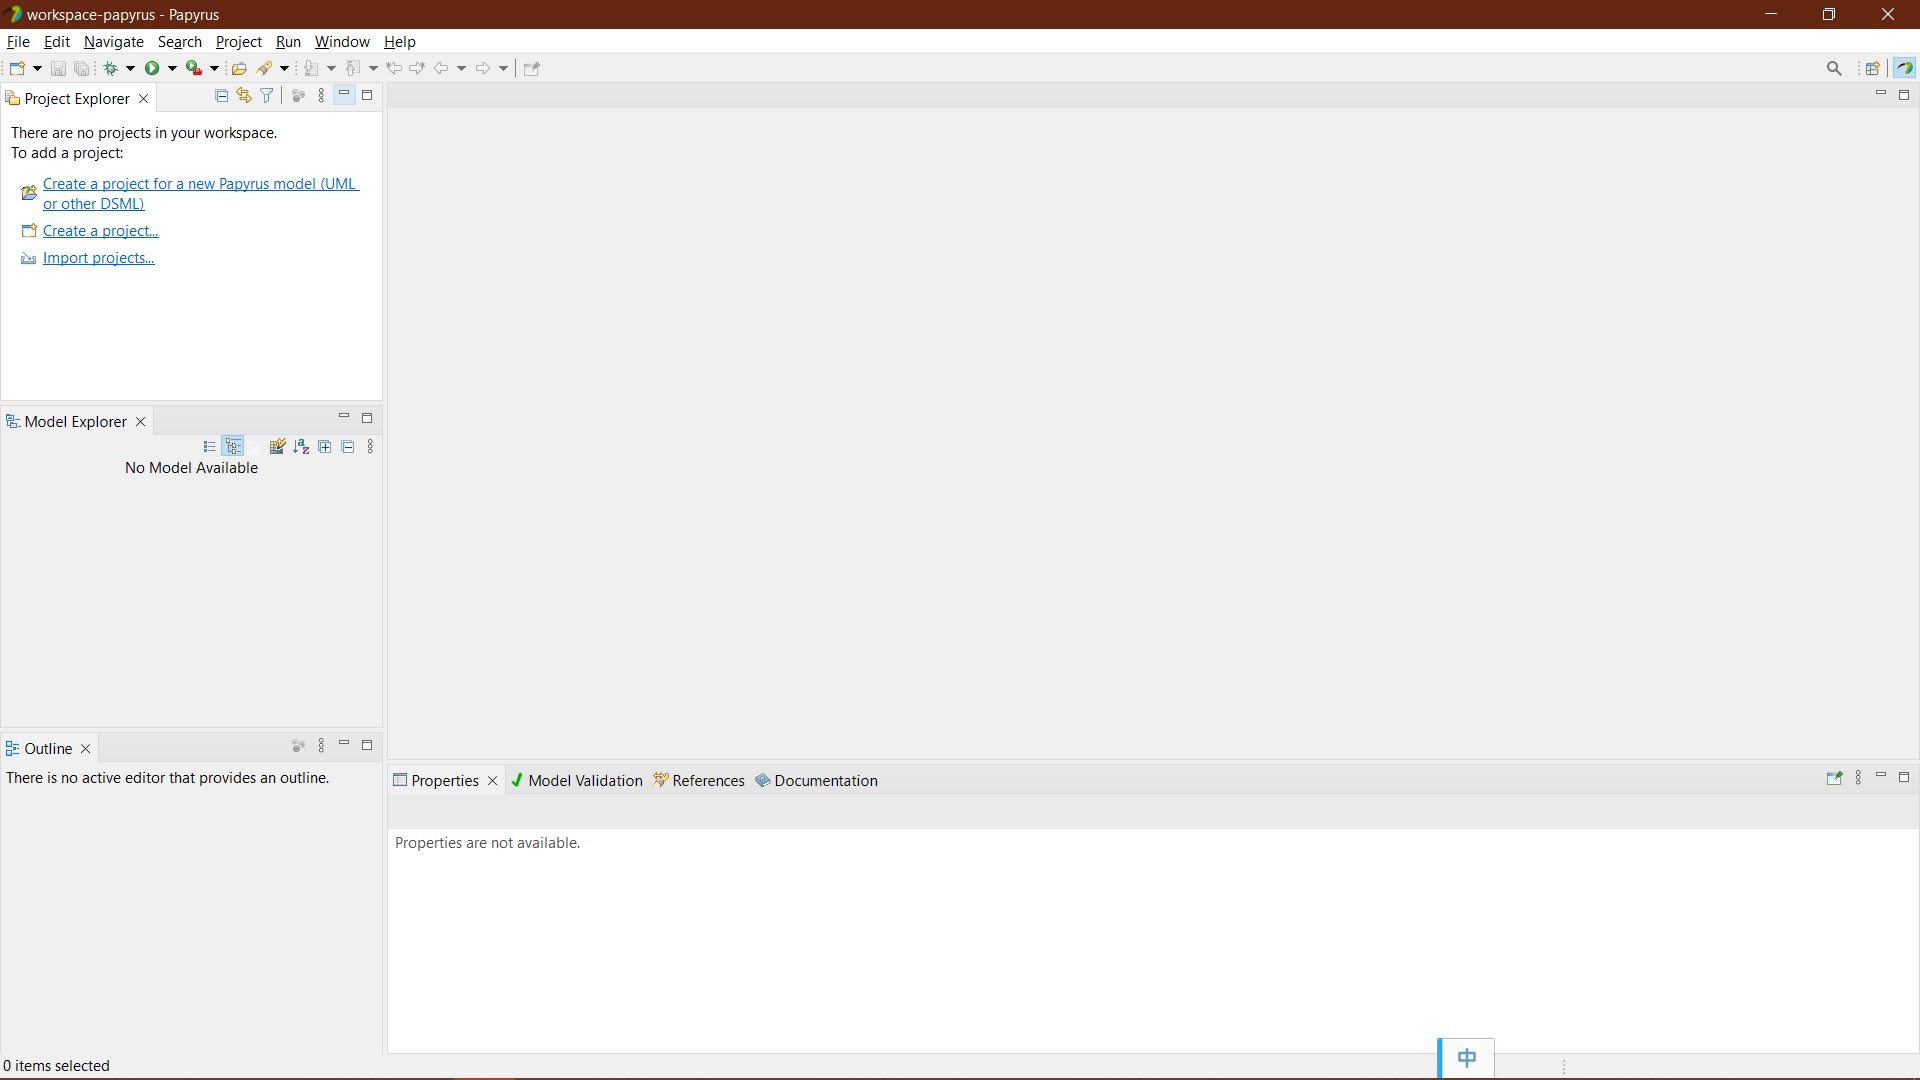 workspace-papyrus - Papyrus
File Edit Navigate Search Project Run Window Help
Project Explorer
There are no projects in your workspace.
To add a project:
Create a project for a new Papyrus model (UML
or other DSML)
Create a project...
Import projects...
Model Explorer
No Model Available
Outline
There is no active editor that provides an outline.
Properties Model Validation References Documentation
Properties are not available.
0 items selected
中